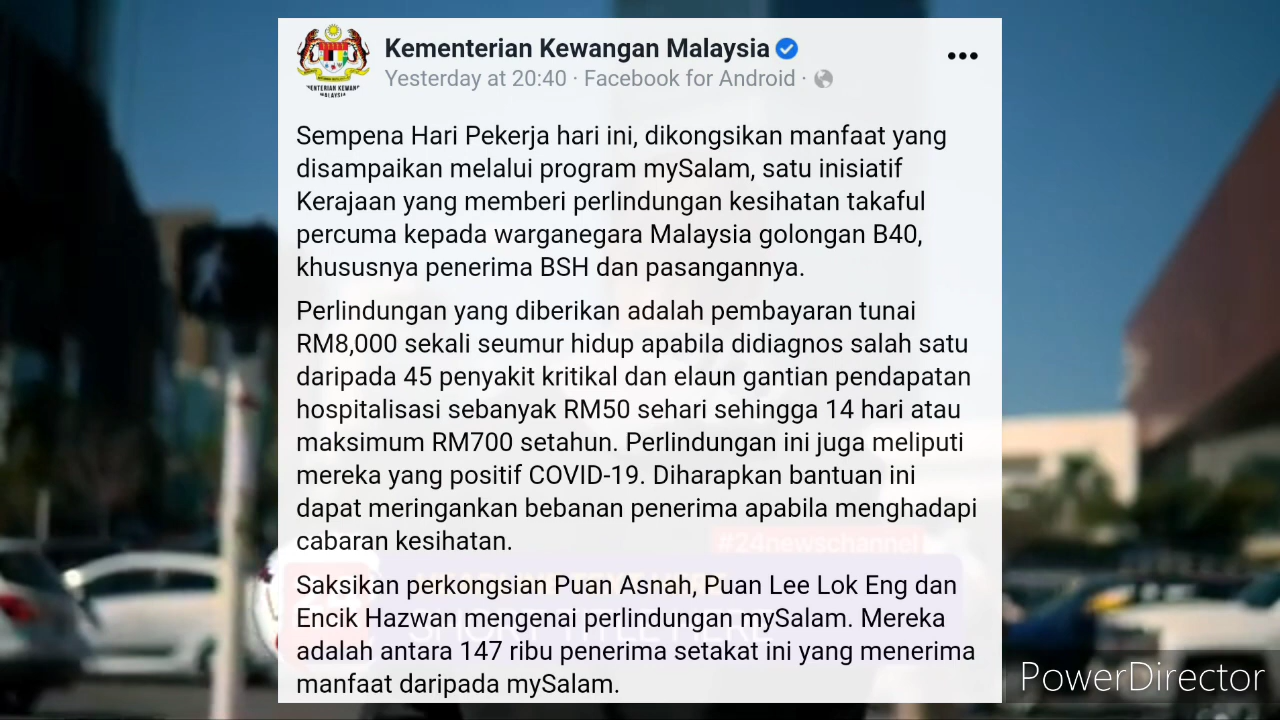 Kementerian Kewangan Malaysia
Yesterday at 20:40 · Facebook for Android ·
MALAYSIA
Sempena Hari Pekerja hari ini, dikongsikan manfaat yang
disampaikan melalui program mySalam, satu inisiatif
Kerajaan yang memberi perlindungan kesihatan takaful
percuma kepada warganegara Malaysia golongan B40,
khususnya penerima BSH dan pasangannya.
Perlindungan yang diberikan adalah pembayaran tunai
RM8,000 sekali seumur hidup apabila didiagnos salah satu
daripada 45 penyakit kritikal dan elaun gantian pendapatan
hospitalisasi sebanyak RM50 sehari sehingga 14 hari atau
maksimum RM700 setahun. Perlindungan ini juga meliputi
mereka yang positif COVID-19. Diharapkan bantuan ini
dapat meringankan bebanan penerima apabila menghadapi
cabaran kesihatan.
#24newschannel
Saksikan perkongsian Puan Asnah, Puan Lee Lok Eng dan
Encik Hazwan mengenai perlindungan mySalam. Mereka
adalah antara 147 ribu penerima setakat ini yang menerima
manfaat daripada mySalam.
PowerDirector